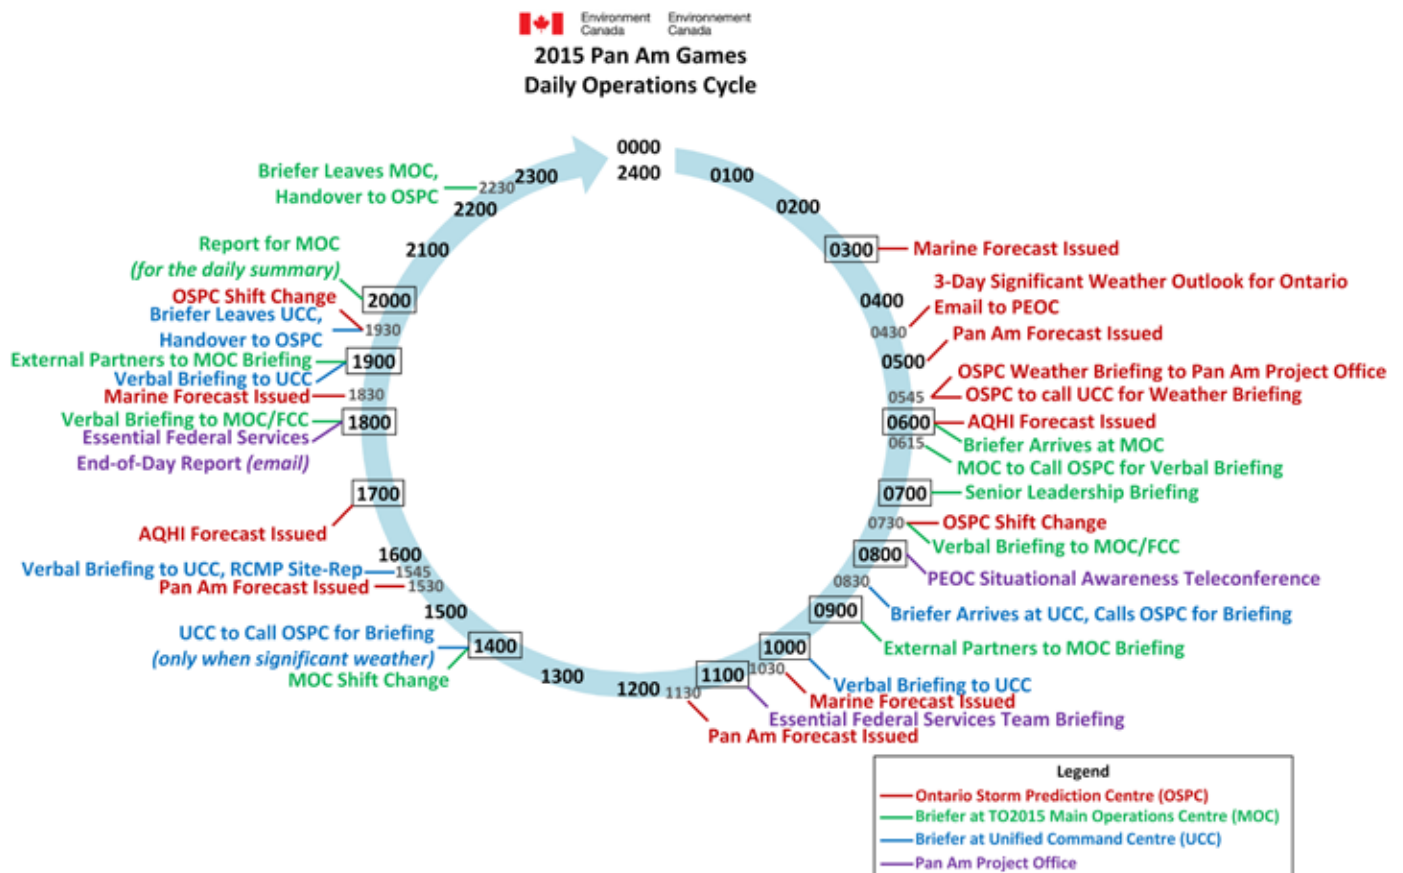 Environment Environnement
Canada Canada
2015 Pan Am Games
Daily Operations Cycle
0000
2400
0100
0200
0300
Marine Forecast Issued
0400
3-Day Significant Weather Outlook for Ontario
0430
Email to PEOC
0500
Pan Am Forecast Issued
0545
OSPC Weather Briefing to Pan Am Project Office
OSPC to call UCC for Weather Briefing
0600
AQHI Forecast Issued
Briefer Arrives at MOC
0615
MOC to Call OSPC for Verbal Briefing
0700
Senior Leadership Briefing
0730
OSPC Shift Change
Verbal Briefing to MOC/FCC
0800
PEOC Situational Awareness Teleconference
0830
Briefer Arrives at UCC, Calls OSPC for Briefing
0900
External Partners to MOC Briefing
1000
Verbal Briefing to UCC
1030
Marine Forecast Issued
1100
Essential Federal Services Team Briefing
1130
Pan Am Forecast Issued
1200
1300
1400
UCC to Call OSPC for Briefing
(only when significant weather)
MOC Shift Change
1500
1530
Pan Am Forecast Issued
1545
Verbal Briefing to UCC, RCMP Site-Rep
1600
1700
AQHI Forecast Issued
1800
Verbal Briefing to MOC/FCC
Essential Federal Services
End-of-Day Report (email)
1830
Marine Forecast Issued
1900
External Partners to MOC Briefing
Verbal Briefing to UCC
1930
OSPC Shift Change
Briefer Leaves UCC,
Handover to OSPC
2000
Report for MOC
(for the daily summary)
2100
2200
2230
Briefer Leaves MOC,
Handover to OSPC
2300
Legend
Ontario Storm Prediction Centre (OSPC)
Briefer at TO2015 Main Operations Centre (MOC)
Briefer at Unified Command Centre (UCC)
Pan Am Project Office